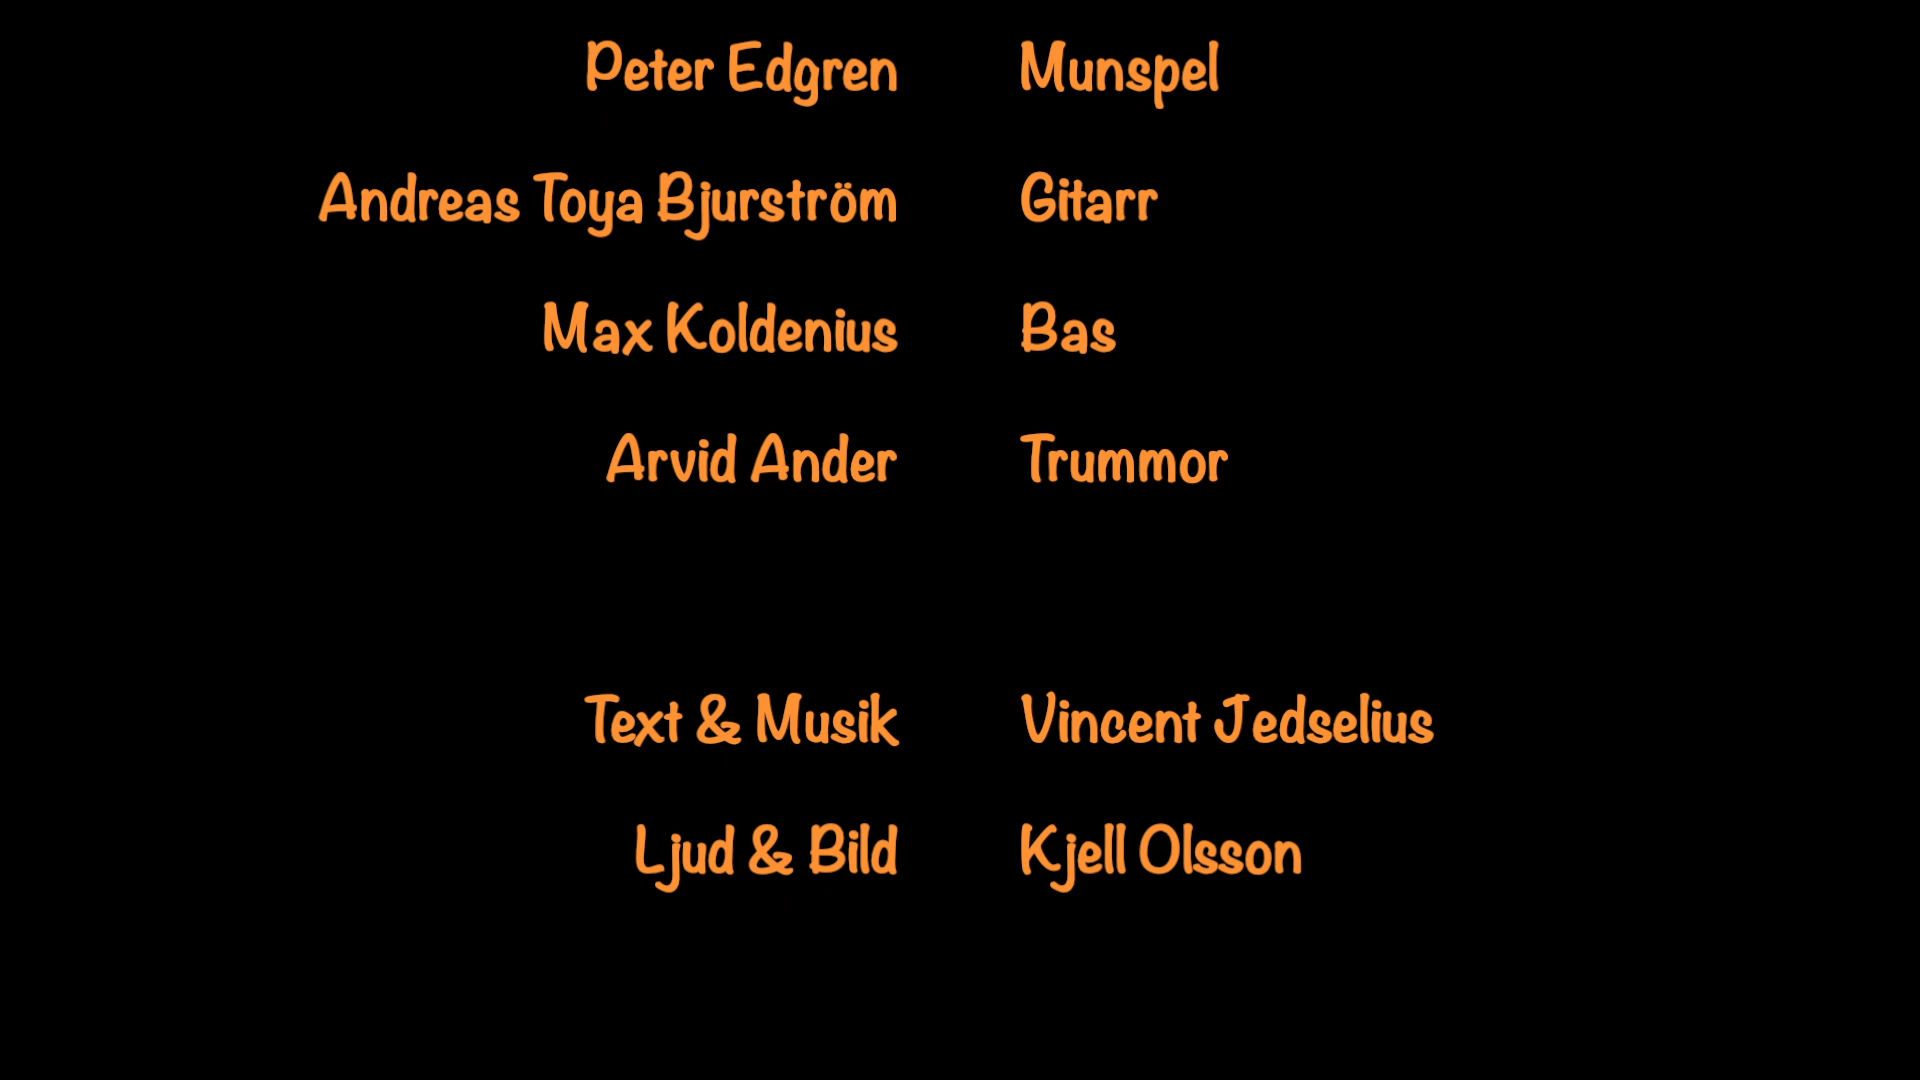 Peter Edgren Munspel
Andreas Toya Bjurström Gitarr
Max Koldenius Bas
Arvid Ander Trummor
Text & Musik Vincent Jedselius
Ljud & Bild Kjell Olsson